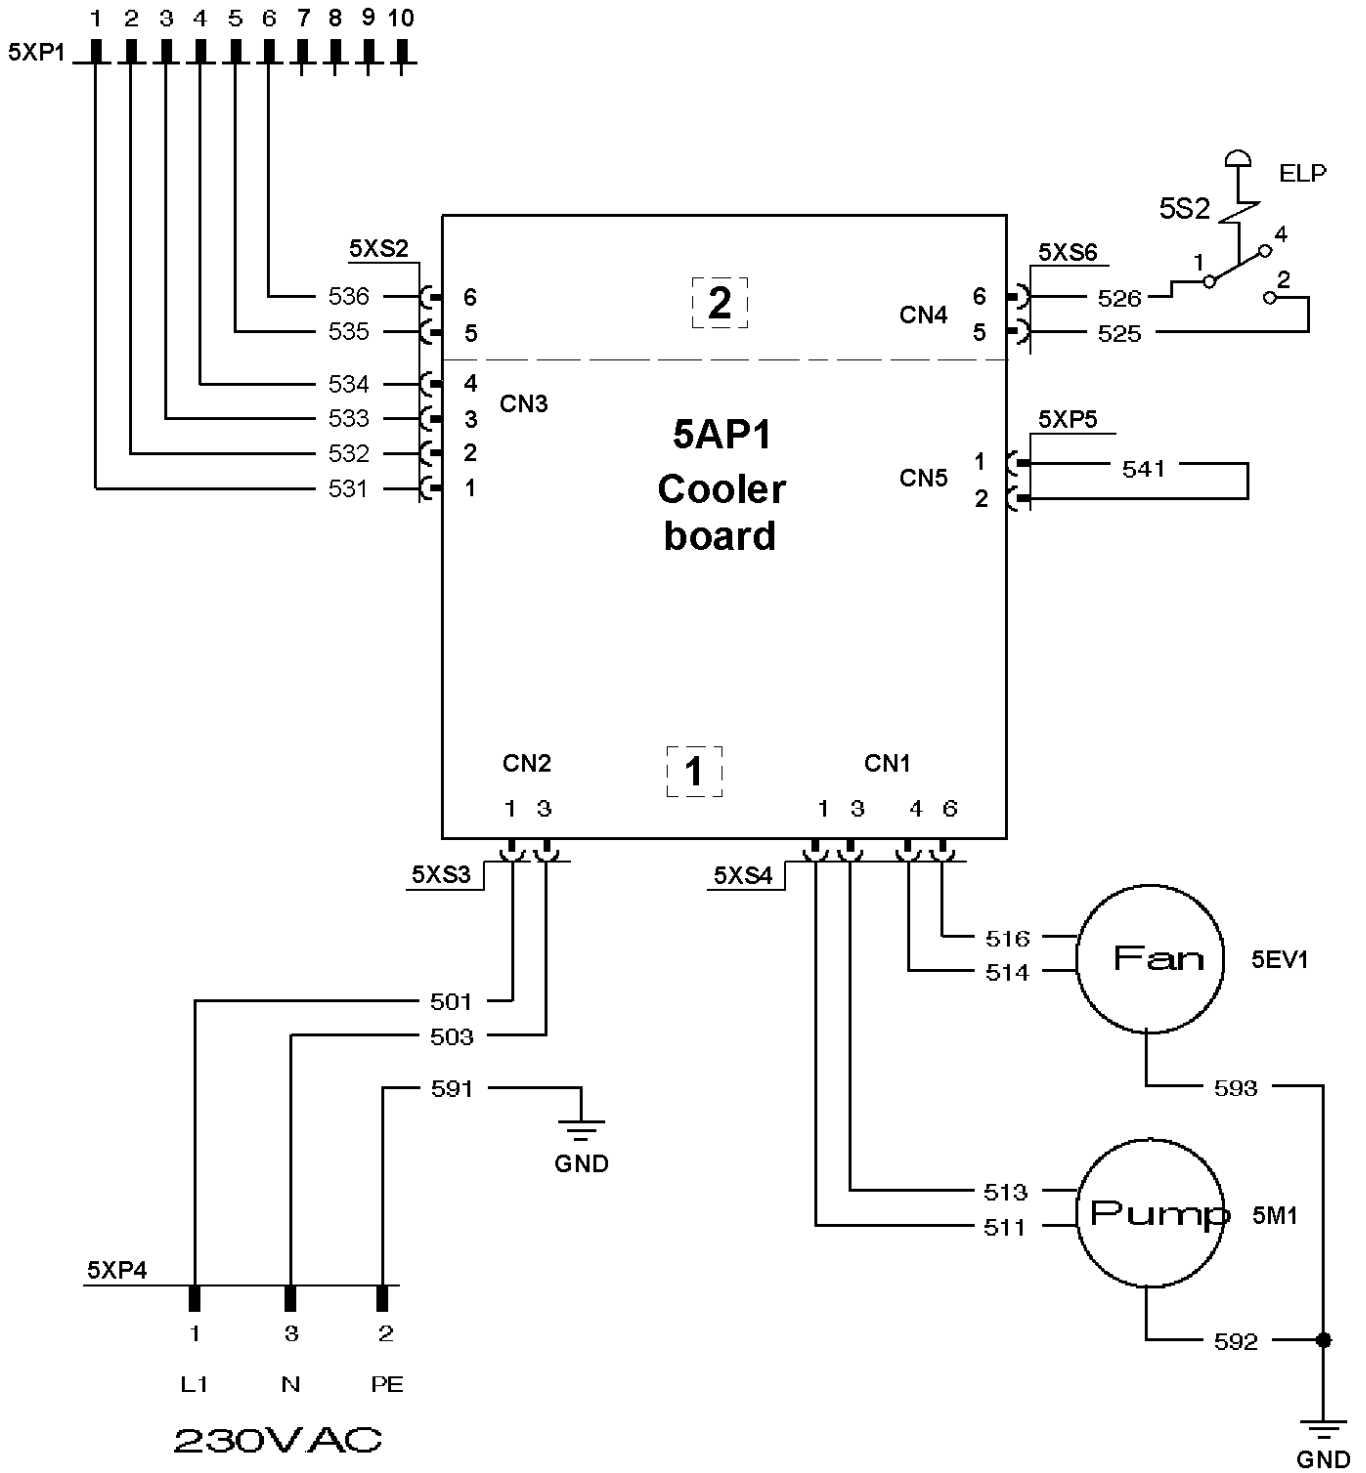 1 2 3 4 5 6 7 8 9 10
5XP1
ELP
5S2
4
1
2
5XS2
5XS6
536 6
2
CN4
6 526
535 5
5 525
534 4
CN3
533 3
532 2
531 1
5AP1
Cooler
board
5XP5
CN5
1
541
2
CN2
1
CN1
1 3
1 3 4 6
5XS3
5XS4
516
514
Fan
5EV1
501
503
591
GND
593
513
511
Pump
5M1
592
GND
5XP4
1 3 2
L1 N PE
230VAC